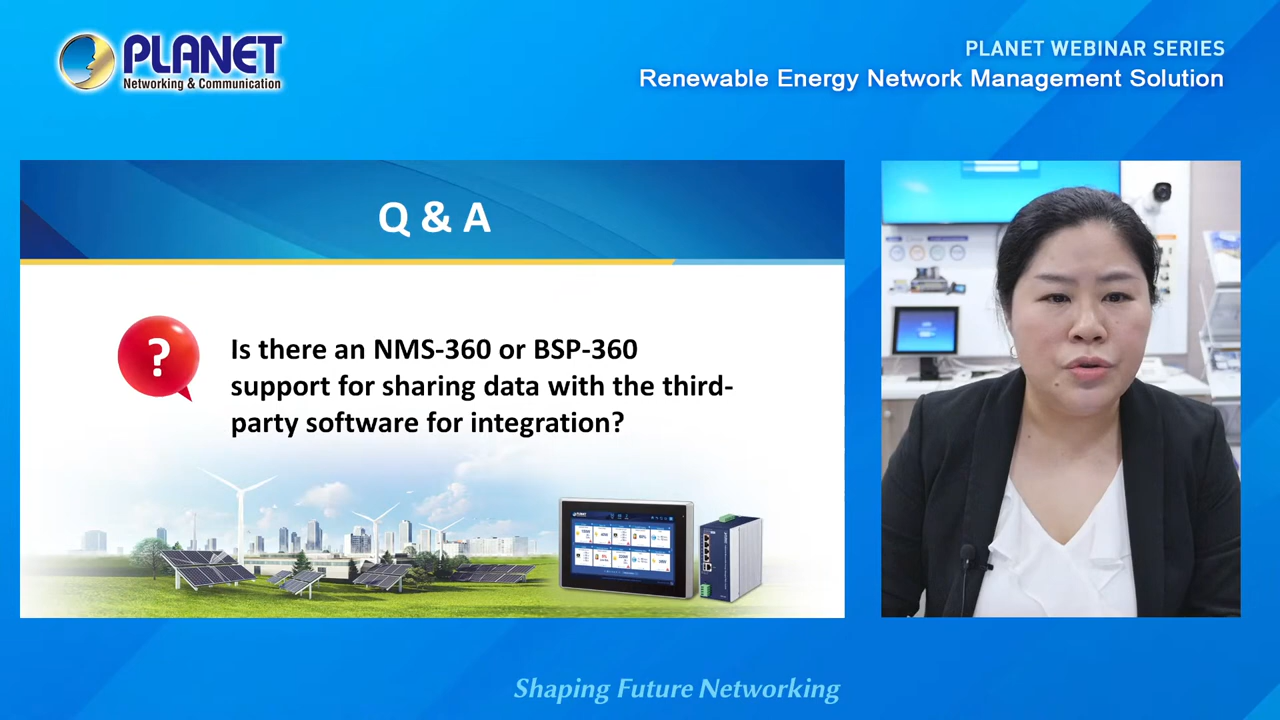 PLANET
Networking & Communication
PLANET WEBINAR SERIES
Renewable Energy Network Management Solution
Q & A
?
Is there an NMS-360 or BSP-360
support for sharing data with the third-
party software for integration?
Shaping Future Networking